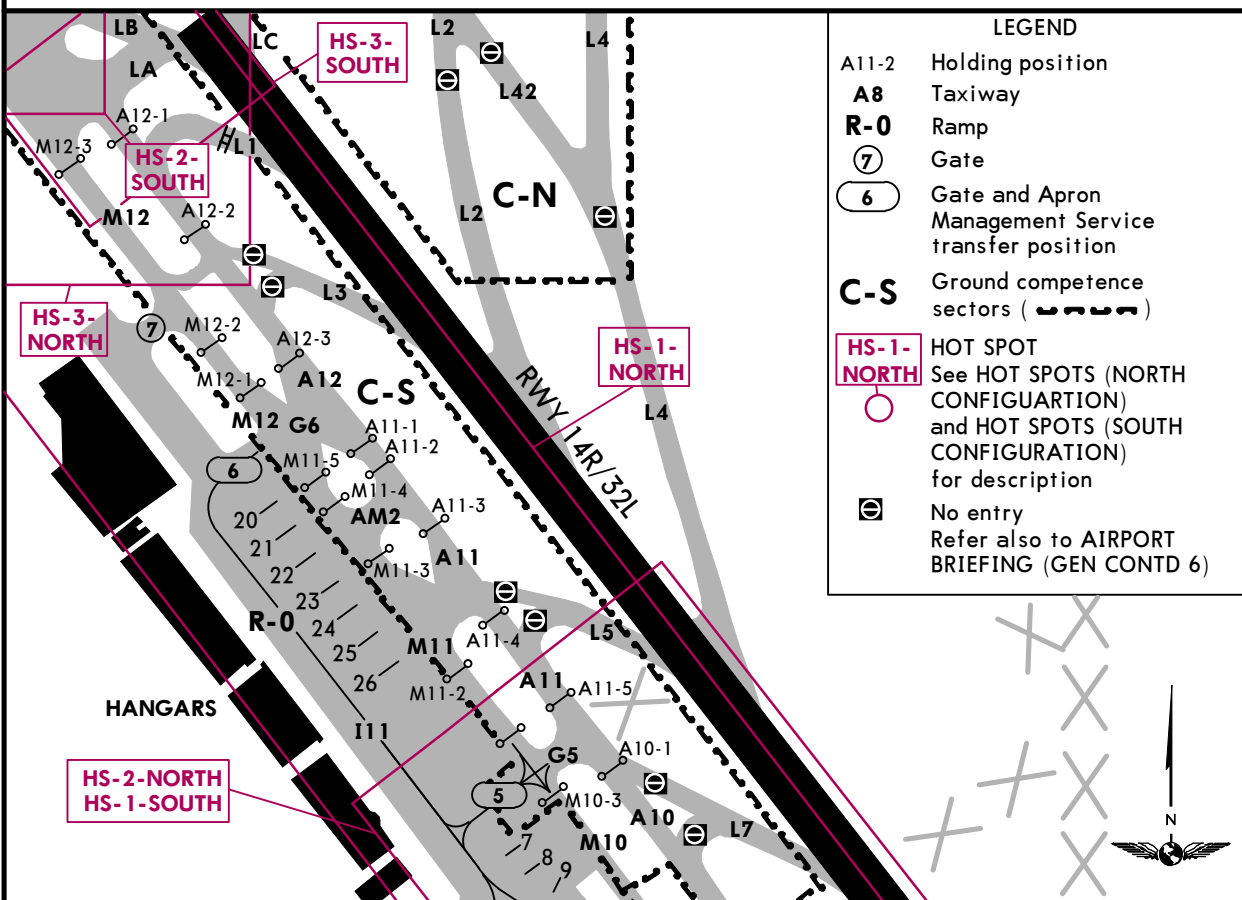 LB
LC
HS-3-
SOUTH
L2
L4
LA
L42
A12-1
M12-3
HS-2-
SOUTH
L1
C-N
M12
A12-2
L2
L3
HS-3-
NORTH
7
M12-2
A12-3
HS-1-
NORTH
M12-1
A12
C-S
RWY 14R/32L
L4
M12
G6
A11-1
A11-2
6
M11-5
M11-4
20
AM2
A11-3
21
A11
22
M11-3
23
R-0
24
L5
25
M11
A11-4
26
M11-2
A11
A11-5
HANGARS
I11
G5
A10-1
HS-2-NORTH
HS-1-SOUTH
5
M10-3
A10
L7
7
M10
8
9
LEGEND
A11-2 Holding position
A8 Taxiway
R-0 Ramp
7 Gate
6 Gate and Apron
Management Service
transfer position
C-S Ground competence
sectors ( )
HS-1-
NORTH
HOT SPOT
See HOT SPOTS (NORTH
CONFIGUARTION)
and HOT SPOTS (SOUTH
CONFIGURATION)
for description
No entry
Refer also to AIRPORT
BRIEFING (GEN CONTD 6)
N